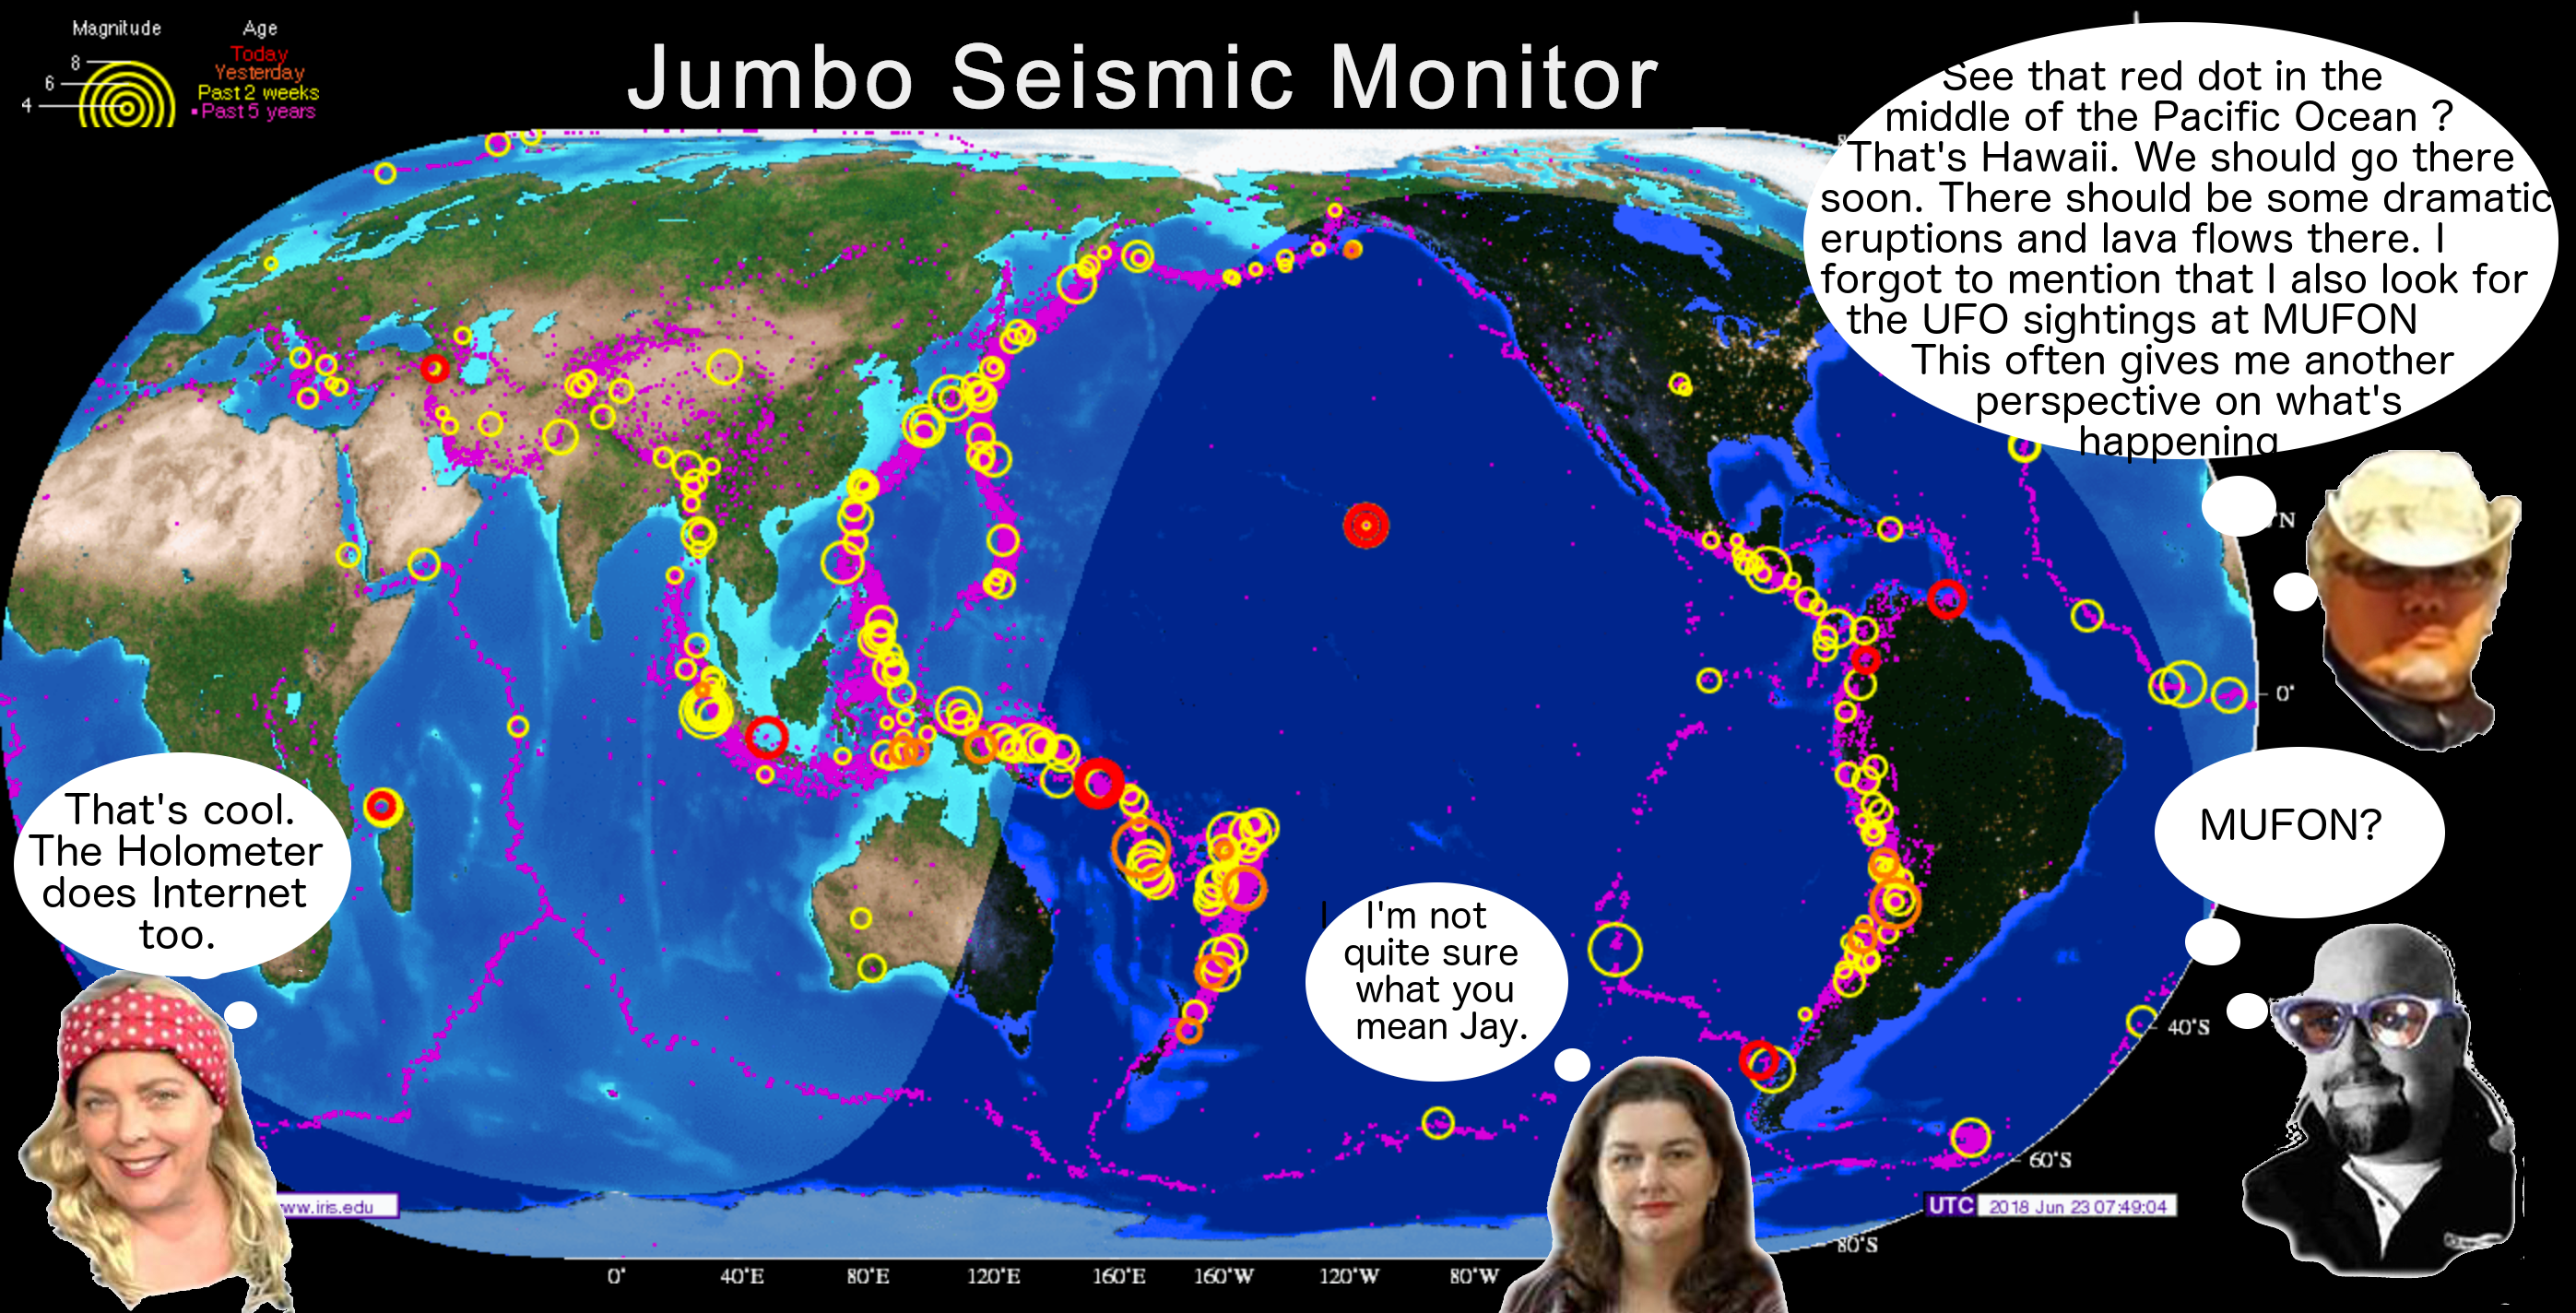 Jumbo Seismic Monitor
Magnitude
8
6
4
Age
Today
Yesterday
Past 2 weeks
Past 5 years
See that red dot in the
middle of the Pacific Ocean ?
That's Hawaii. We should go there
soon. There should be some dramatic
eruptions and lava flows there. I
forgot to mention that I also look for
the UFO sightings at MUFON
This often gives me another
perspective on what's
happening
N
0°
MUFON?
That's cool.
The Holometer
does Internet
too.
I I'm not
quite sure
what you
mean Jay.
40°S
60°S
80°S
ww.iris.edu
UTC 2018 Jun 23 07:49:04
0° 40°E 80°E 120°E 160°E 160°W 120°W 80°W